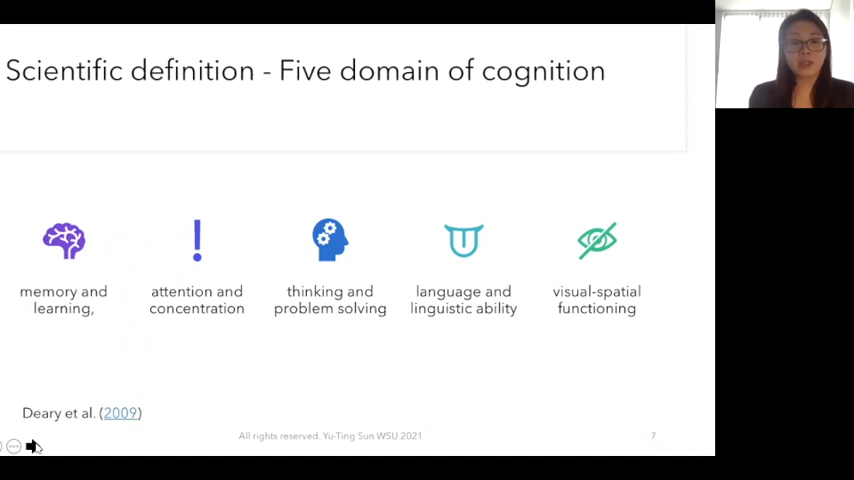 Scientific definition - Five domain of cognition
memory and
learning,
attention and
concentration
thinking and
problem solving
language and
linguistic ability
visual-spatial
functioning
Deary et al. (2009)
All rights reserved. Yu-Ting Sun WSU 2021
7